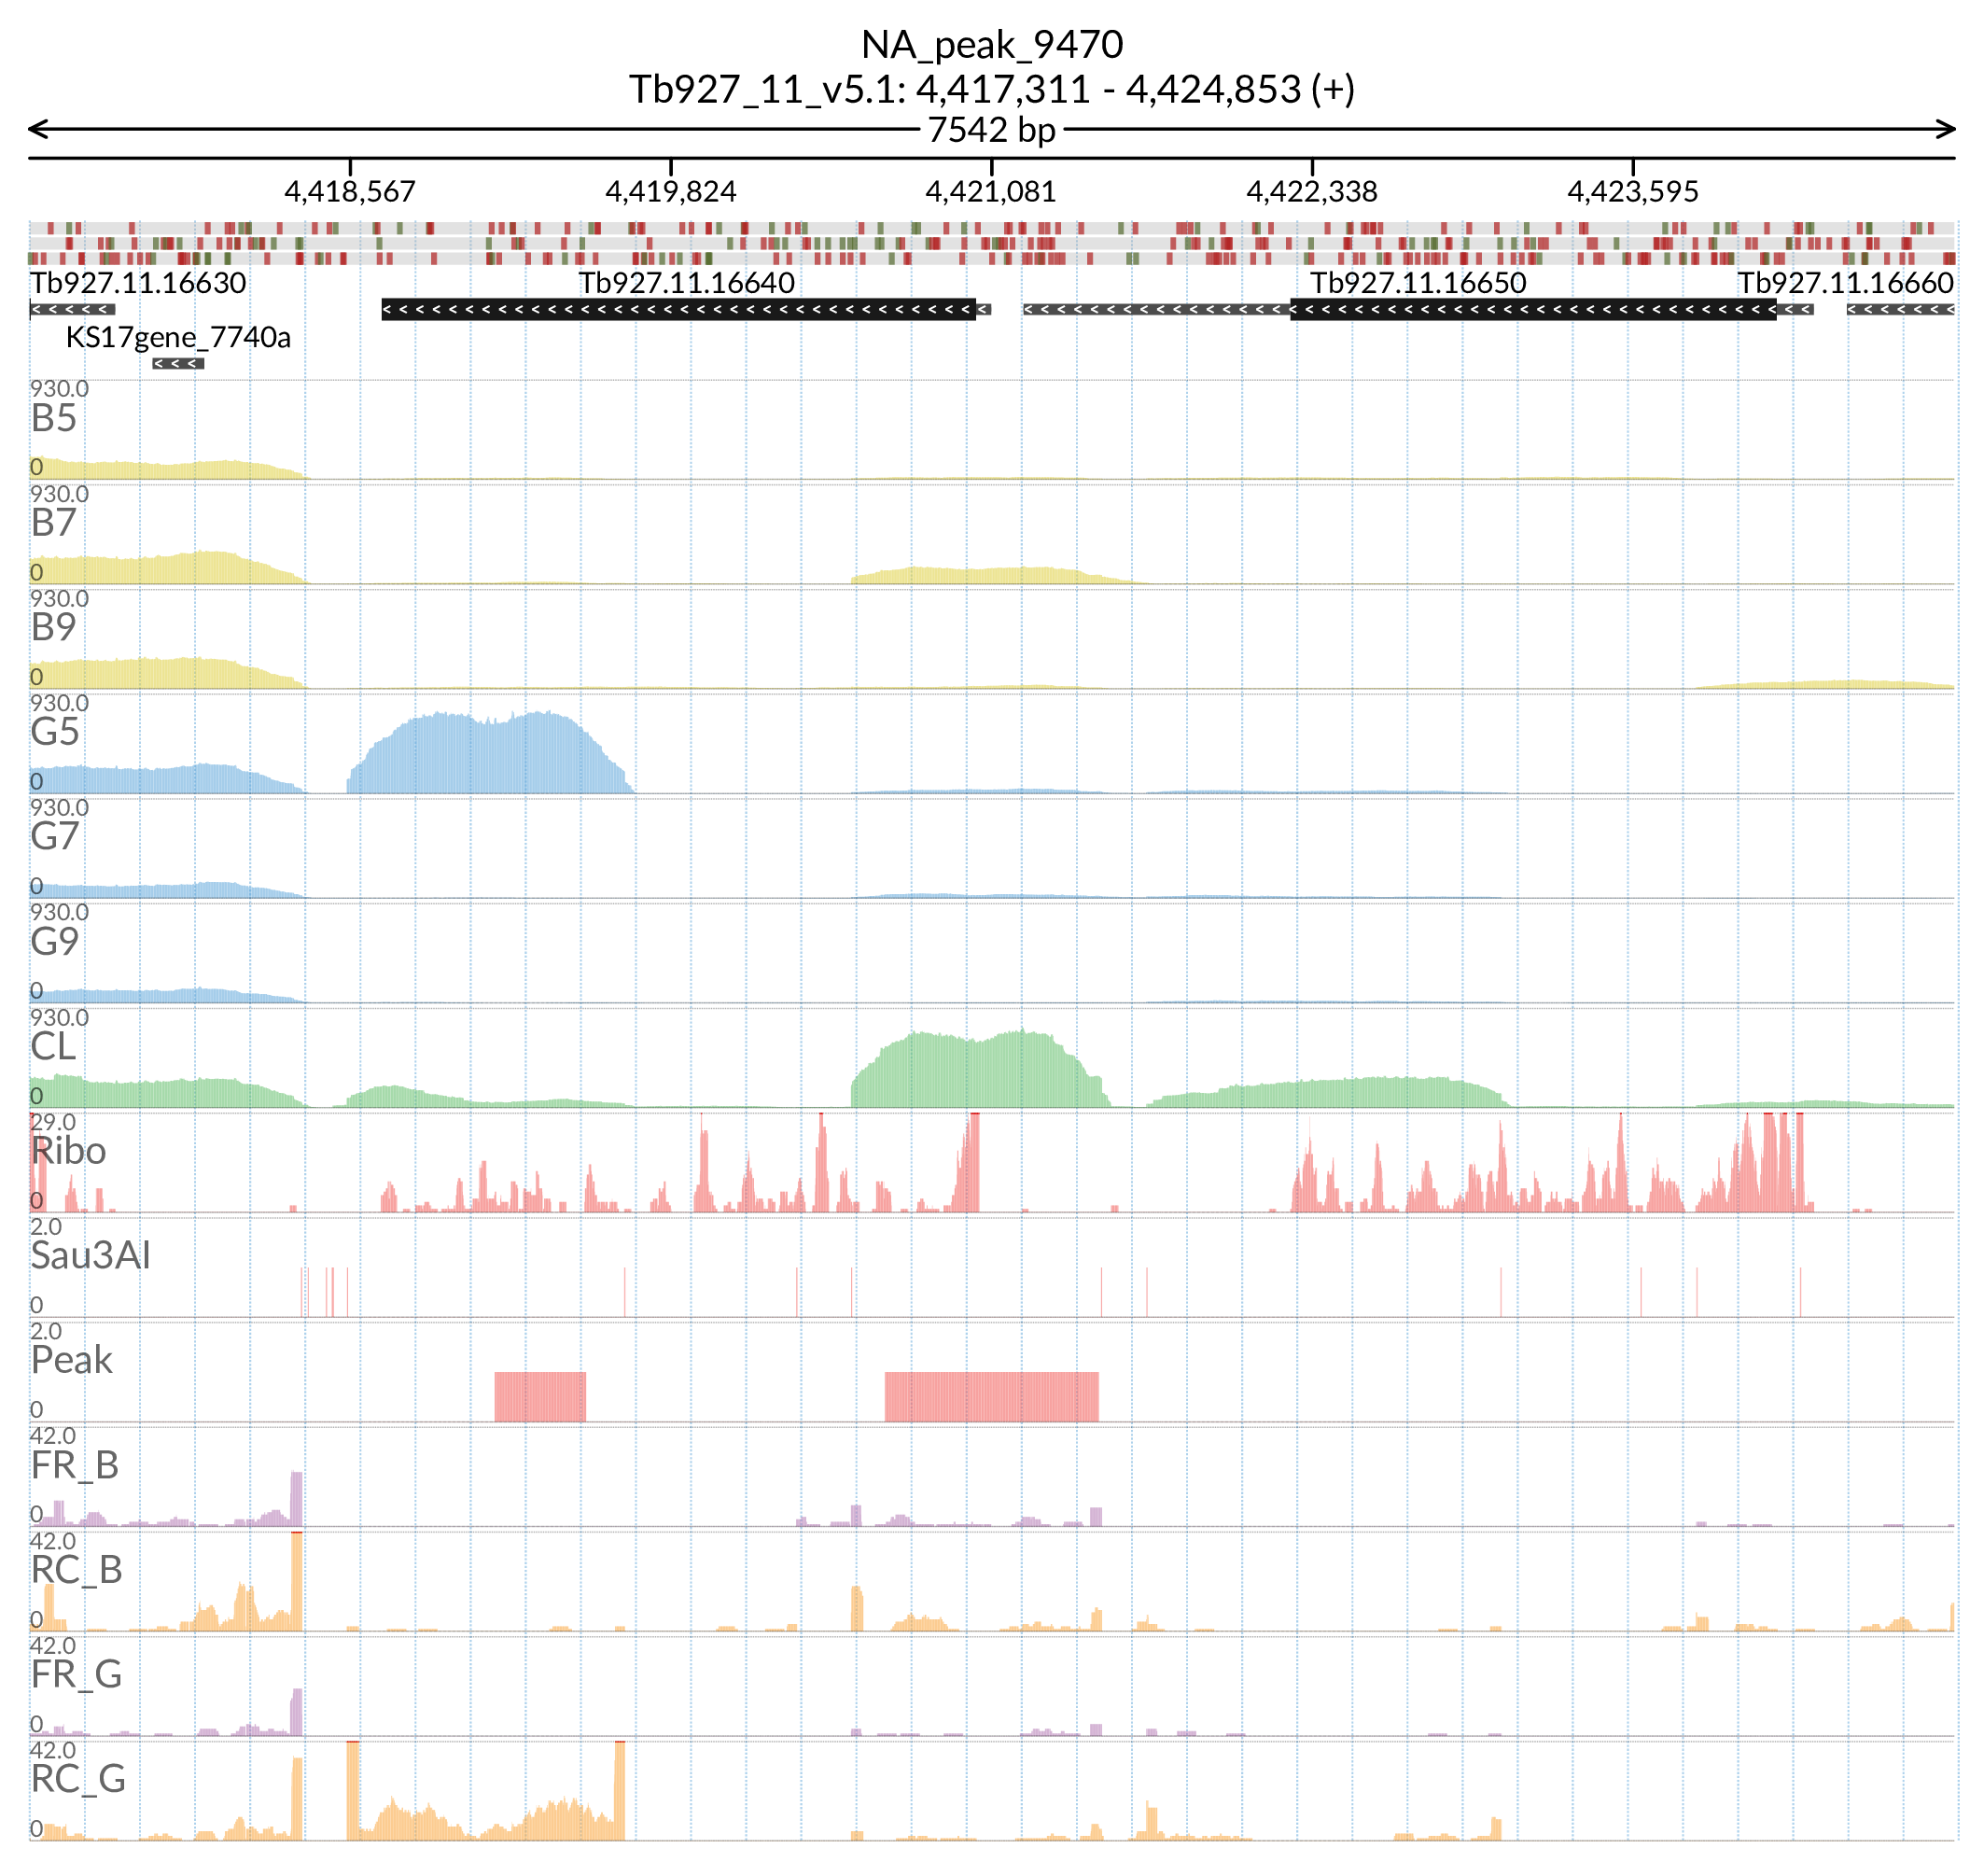 NA_peak_9470
Tb927_11_v5.1: 4,417,311 - 4,424,853 (+)
7542 bp
4,418,567 4,419,824 4,421,081 4,422,338 4,423,595
Tb927.11.16630 Tb927.11.16640 Tb927.11.16650 Tb927.11.16660
KS17gene_7740a
930.0
B5
0
930.0
B7
0
930.0
B9
0
930.0
G5
0
930.0
G7
0
930.0
G9
0
930.0
CL
0
29.0
Ribo
0
2.0
Sau3AI
0
2.0
Peak
0
42.0
FR_B
0
42.0
RC_B
0
42.0
FR_G
0
42.0
RC_G
0